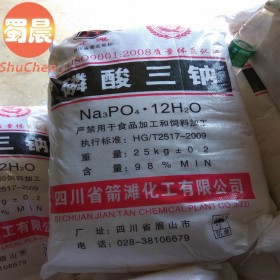 蜀晨
ShuChen
ISO9001:2008质量体系认证
磷酸三钠
Na₃PO₄·12H₂O
严禁用于食品加工和饲料加工
执行标准: HG/T2517-2009
重量: 25kg±0.2
含量: 98%MIN
四川省箭滩化工有限公司
SICHUAN JIAN TAN CHEMICAL PLANT CO.,LTD
厂址: 四川省眉山市
电话: 028-38106679